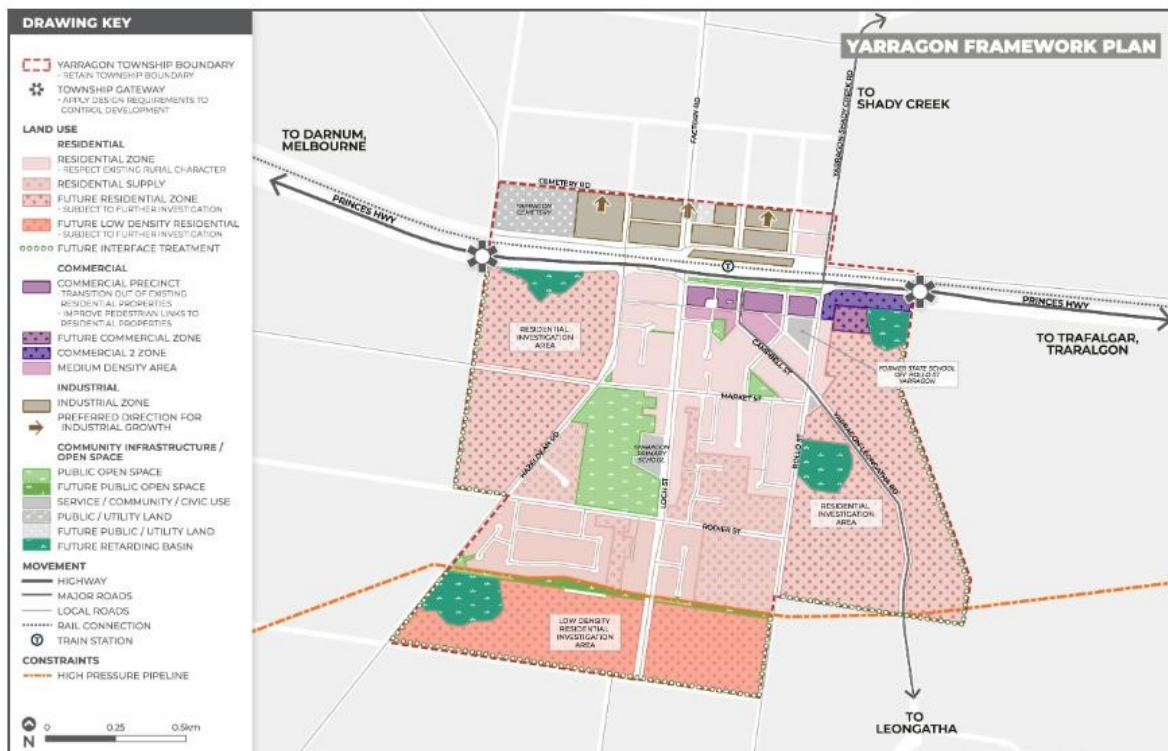 DRAWING KEY
YARRAGON TOWNSHIP BOUNDARY
- RETAIN TOWNSHIP BOUNDARY
TOWNSHIP GATEWAY
- APPLY DESIGN REQUIREMENTS TO
CONTROL DEVELOPMENT
LAND USE
RESIDENTIAL
RESIDENTIAL ZONE
- RESPECT EXISTING RURAL CHARACTER
RESIDENTIAL SUPPLY
FUTURE RESIDENTIAL ZONE
- SUBJECT TO FURTHER INVESTIGATION
FUTURE LOW DENSITY RESIDENTIAL
- SUBJECT TO FURTHER INVESTIGATION
FUTURE INTERFACE TREATMENT
COMMERCIAL
COMMERCIAL PRECINCT
- TRANSITION OUT OF EXISTING
RESIDENTIAL PROPERTIES
- IMPROVE PEDESTRIAN LINKS TO
RESIDENTIAL PROPERTIES
FUTURE COMMERCIAL ZONE
COMMERCIAL 2 ZONE
MEDIUM DENSITY AREA
INDUSTRIAL
INDUSTRIAL ZONE
PREFERRED DIRECTION FOR
INDUSTRIAL GROWTH
COMMUNITY INFRASTRUCTURE /
OPEN SPACE
PUBLIC OPEN SPACE
FUTURE PUBLIC OPEN SPACE
SERVICE / COMMUNITY / CIVIC USE
PUBLIC / UTILITY LAND
FUTURE PUBLIC / UTILITY LAND
FUTURE RETARDING BASIN
MOVEMENT
HIGHWAY
MAJOR ROADS
LOCAL ROADS
RAIL CONNECTION
T TRAIN STATION
CONSTRAINTS
HIGH PRESSURE PIPELINE
N
0 0.25 0.5km
YARRAGON FRAMEWORK PLAN
TO
SHADY CREEK
YARRAGON-SHADY CREEK RD
FACTORY RD
TO DARNUM,
MELBOURNE
CEMETERY RD
YARRAGON
CEMETERY
PRINCES HWY
T
PRINCES HWY
TO TRAFALGAR,
TRARALGON
RESIDENTIAL
INVESTIGATION
AREA
CAMPBELL ST
FORMER STATE SCHOOL
OFF ROLLO ST
YARRAGON
MARKET ST
HAZELDEAN RD
YARRAGON
PRIMARY
SCHOOL
LOCH ST
ROLLO ST
YARRAGON-LEONGATHA RD
RESIDENTIAL
INVESTIGATION
AREA
RODIER ST
LOW DENSITY
RESIDENTIAL
INVESTIGATION
AREA
TO
LEONGATHA